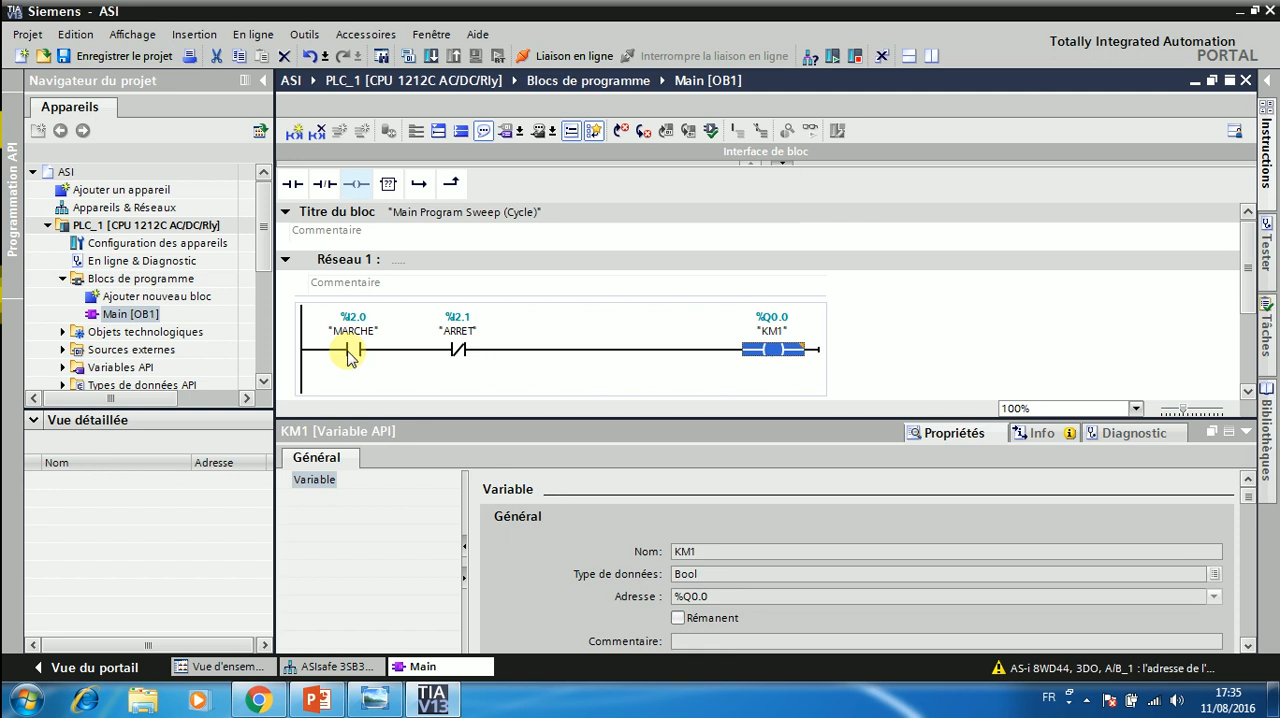 TIA V13 Siemens - ASI
Projet Edition Affichage Insertion En ligne Outils Accessoires Fenêtre Aide
Totally Integrated Automation
PORTAL
Enregistrer le projet
Liaison en ligne
Interrompre la liaison en ligne
Navigateur du projet
ASI PLC_1 [CPU 1212C AC/DC/Rly] Blocs de programme Main [OB1]
Appareils
Programmation API
ASI
Ajouter un appareil
Appareils & Réseaux
PLC_1 [CPU 1212C AC/DC/Rly]
Configuration des appareils
En ligne & Diagnostic
Blocs de programme
Ajouter nouveau bloc
Main [OB1]
Objets technologiques
Sources externes
Variables API
Types de données API
Vue détaillée
Nom Adresse
Interface de bloc
??
Titre du bloc "Main Program Sweep (Cycle)"
Commentaire
Réseau 1 : .....
Commentaire
%I2.0 %I2.1 %Q0.0
"MARCHE" "ARRET" "KM1"
100%
KM1 [Variable API]
Propriétés
Info
Diagnostic
Général
Variable
Variable
Général
Nom: KM1
Type de données: Bool
Adresse : %Q0.0
Rémanent
Commentaire:
Instructions
Tester
Tâches
Bibliothèques
Vue du portail
Vue d'ensem...
ASIsafe 3SB3...
Main
AS-i 8WD44, 3DO, A/B_1 : l'adresse de l'...
TIA
V13
FR
17:35
11/08/2016